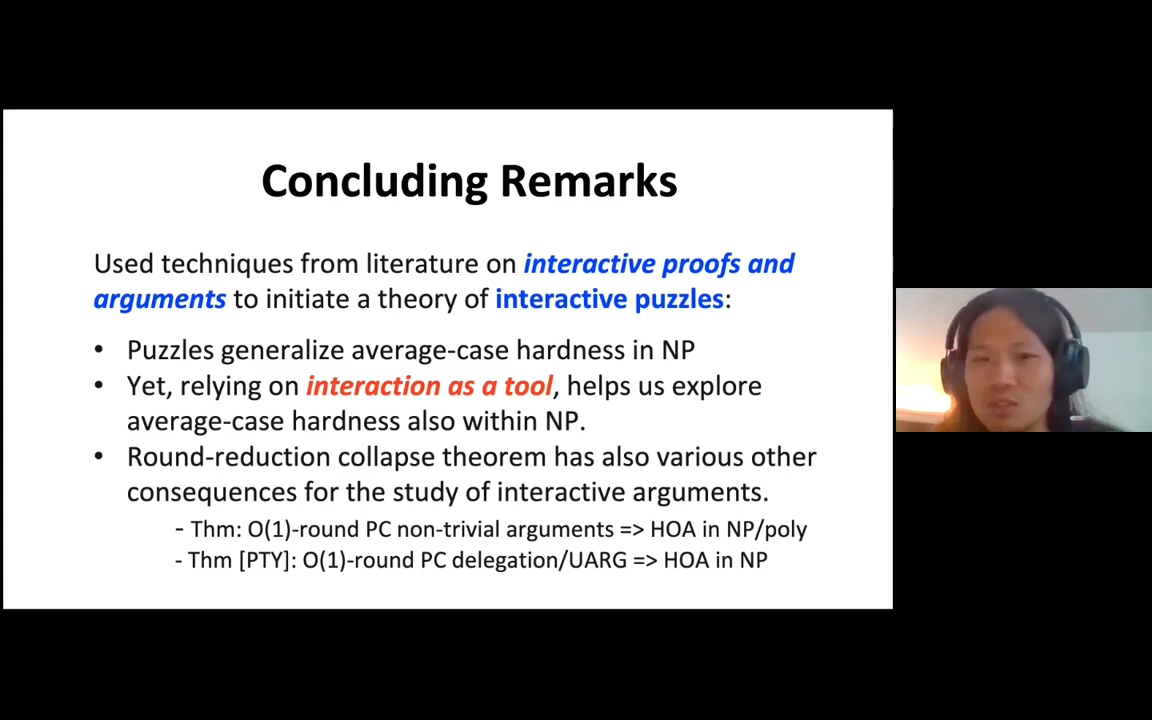 Concluding Remarks
Used techniques from literature on interactive proofs and
arguments to initiate a theory of interactive puzzles:
• Puzzles generalize average-case hardness in NP
• Yet, relying on interaction as a tool, helps us explore
average-case hardness also within NP.
• Round-reduction collapse theorem has also various other
consequences for the study of interactive arguments.
- Thm: O(1)-round PC non-trivial arguments => HOA in NP/poly
- Thm [PTY]: O(1)-round PC delegation/UARG => HOA in NP